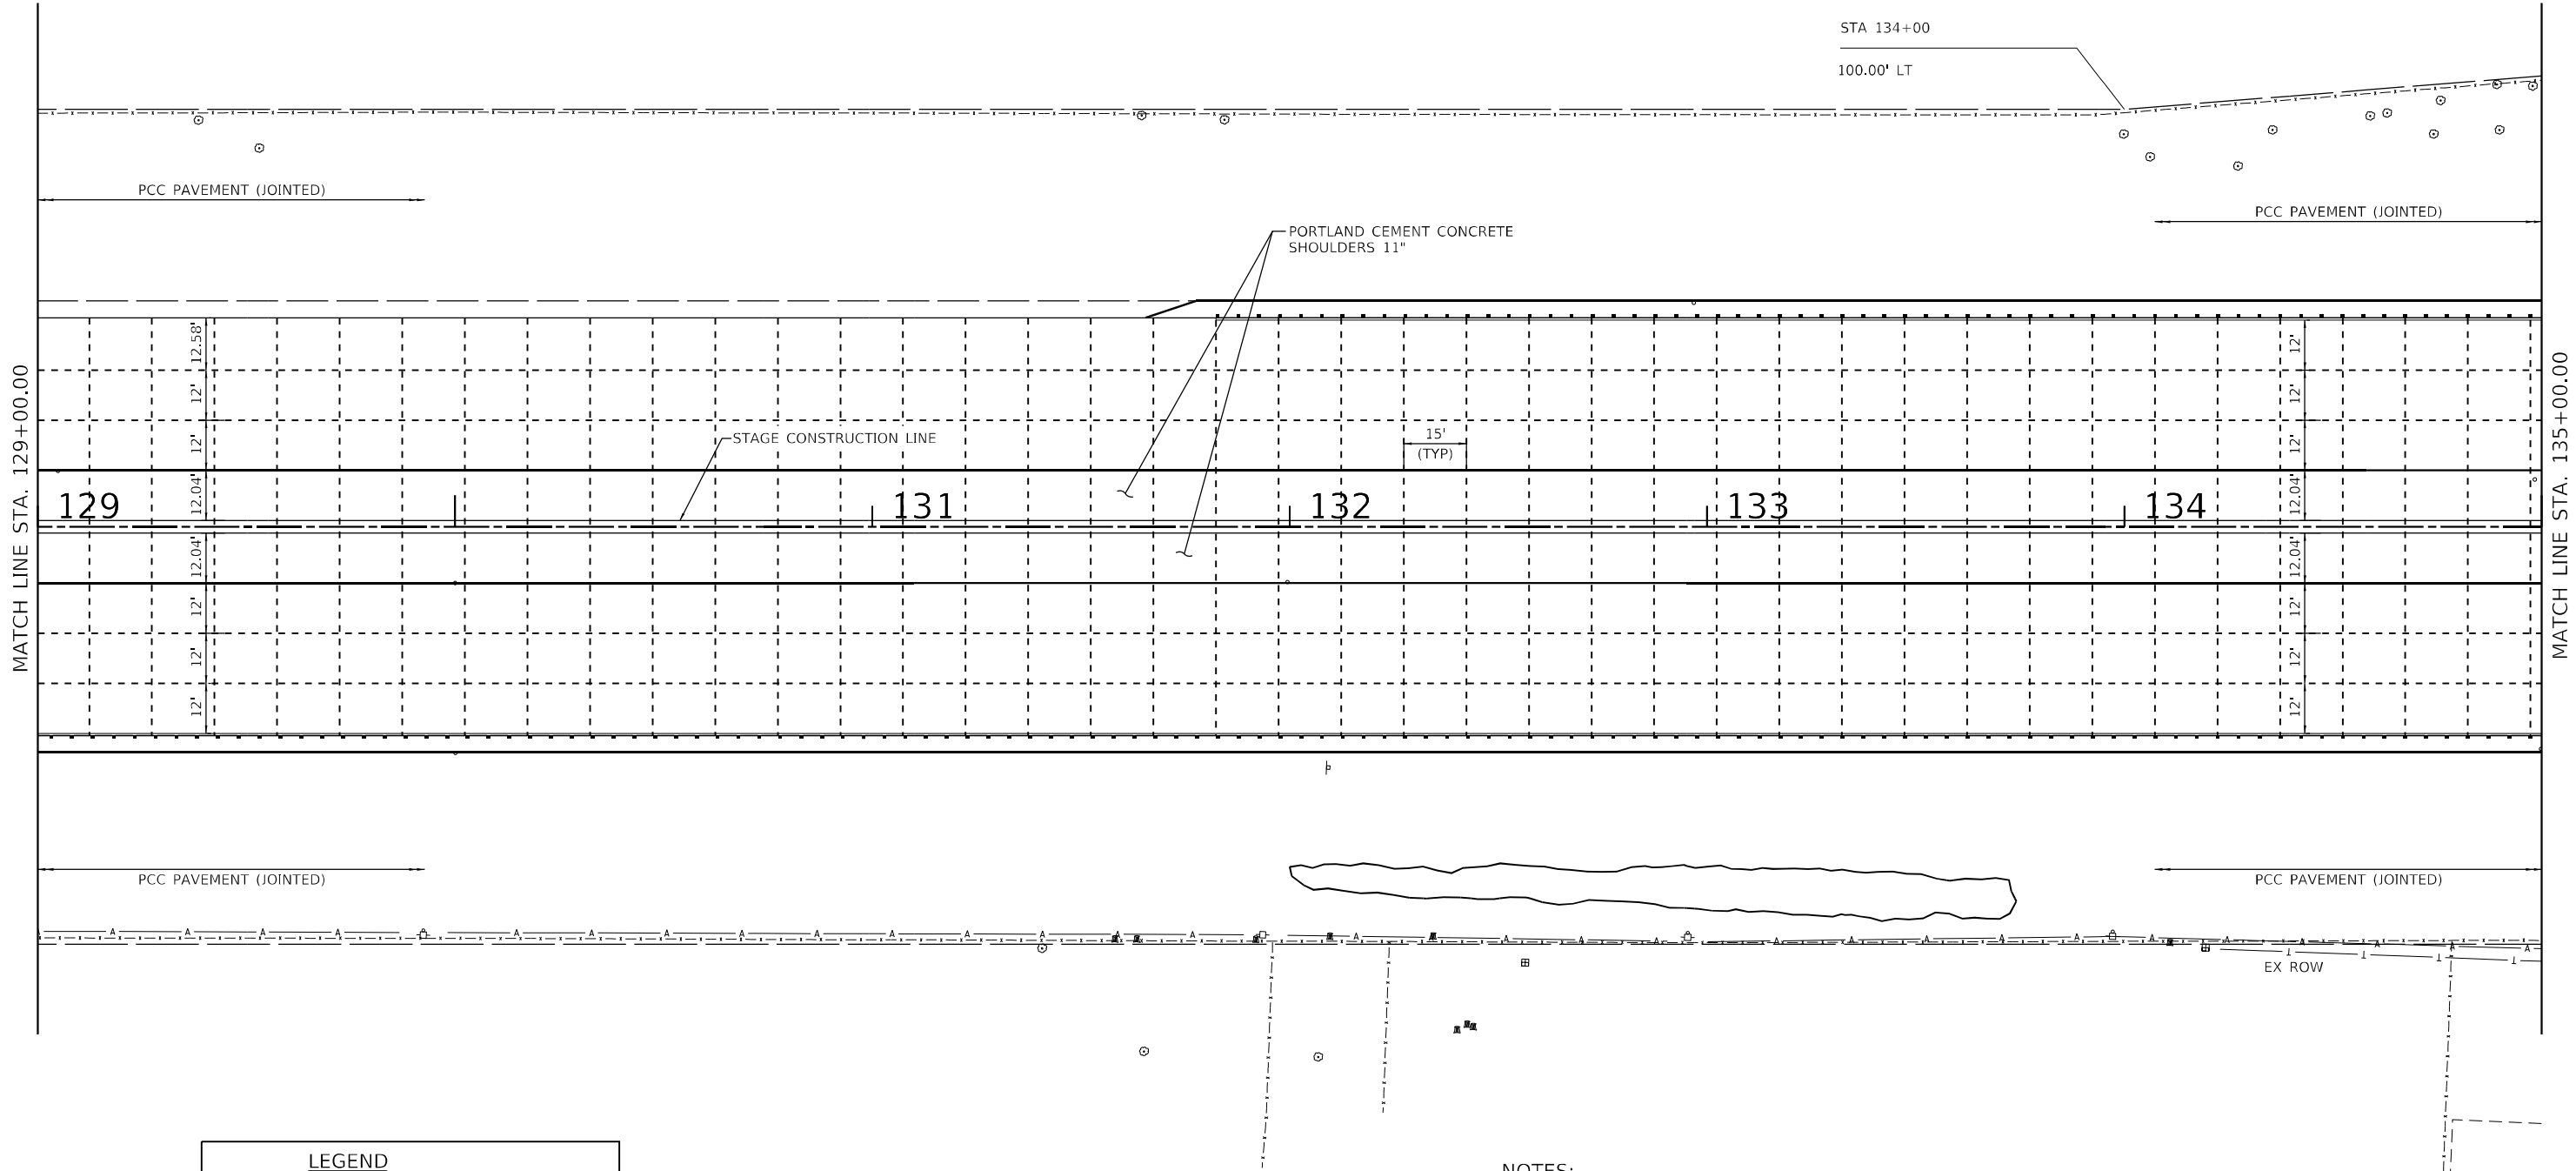 STA 134+00
100.00' LT
PCC PAVEMENT (JOINTED)
PCC PAVEMENT (JOINTED)
PORTLAND CEMENT CONCRETE
SHOULDERS 11"
MATCH LINE STA. 129+00.00
12.58'
12'
12'
12.04'
12.04'
12'
12'
12'
STAGE CONSTRUCTION LINE
15'
(TYP)
129
131
132
133
134
12'
12'
12'
12.04'
12.04'
12'
12'
12'
MATCH LINE STA. 135+00.00
PCC PAVEMENT (JOINTED)
PCC PAVEMENT (JOINTED)
EX ROW
LEGEND
NOTES: